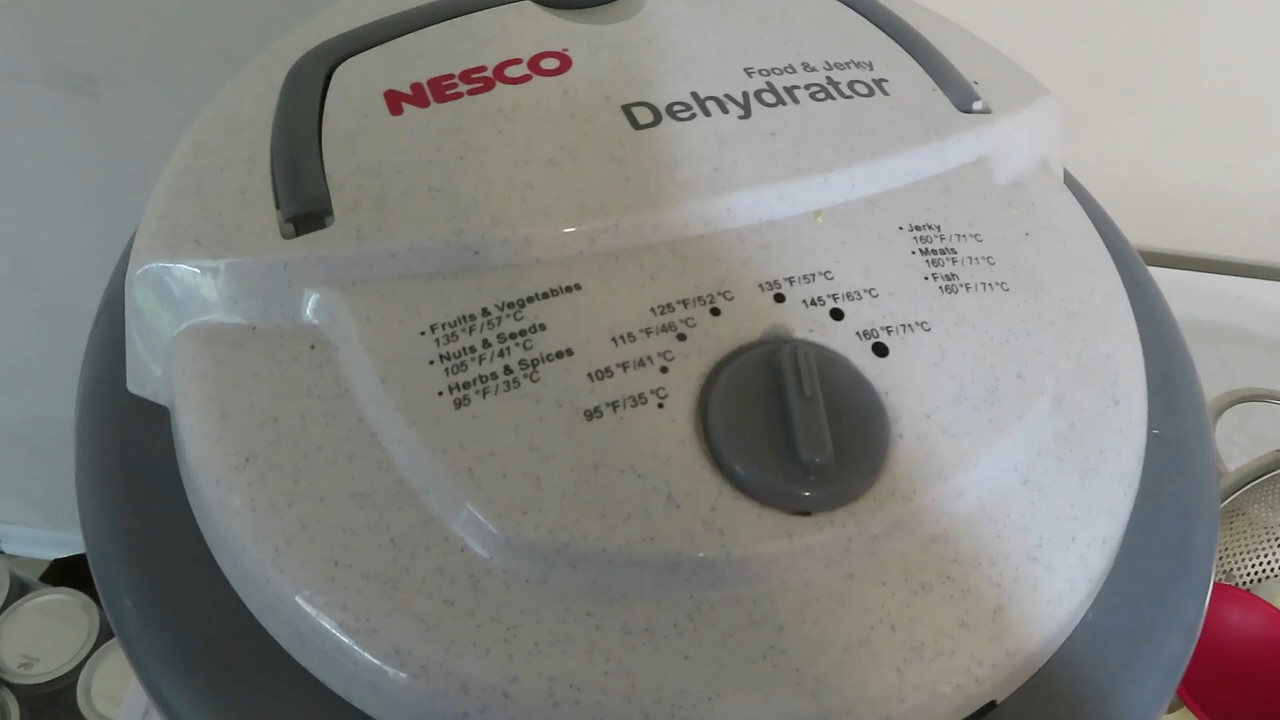 NESCO
Food & Jerky
Dehydrator
• Fruits & Vegetables
135°F/57°C
• Nuts & Seeds
105°F/41°C
• Herbs & Spices
95°F/35°C
95°F/35°C
105°F/41°C
115°F/46°C
125°F/52°C
135°F/57°C
145°F/63°C
160°F/71°C
• Jerky
160°F/71°C
• Meats
160°F/71°C
• Fish
160°F/71°C